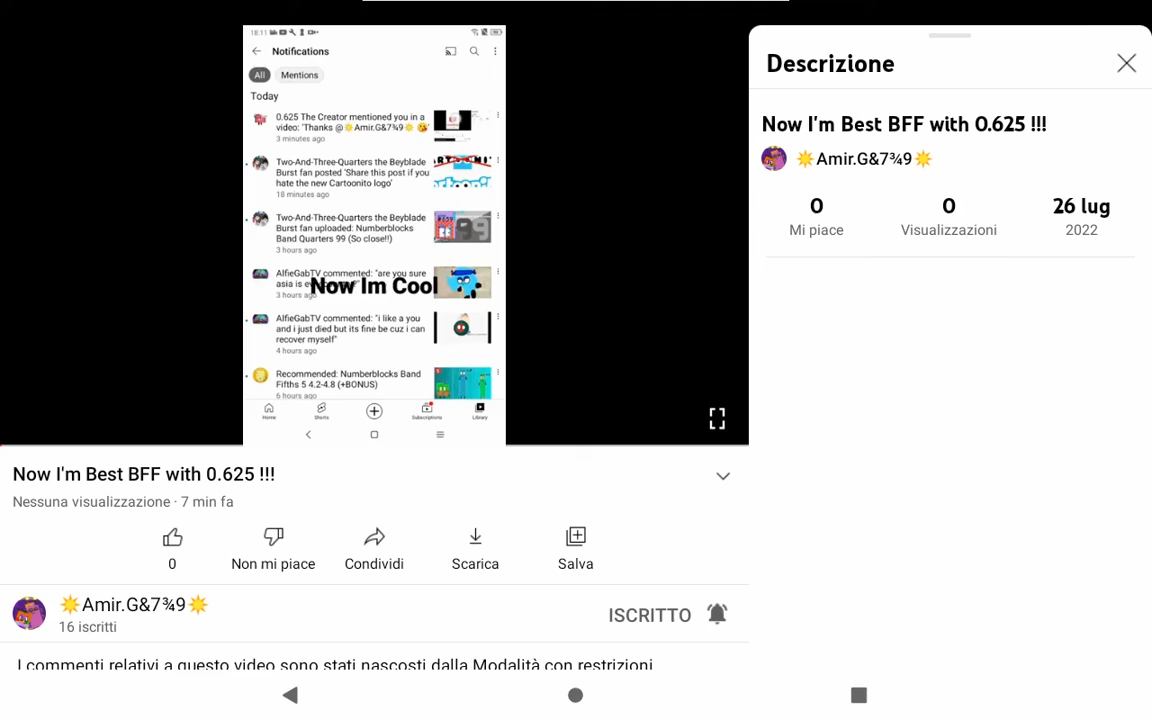 18:11
Notifications
All
Mentions
Today
0.625 The Creator mentioned you in a
video: 'Thanks @☀️Amir.G&7¾9☀️ 😘
3 minutes ago
Two-And-Three-Quarters the Beyblade
Burst fan posted 'Share this post if you
hate the new Cartoonito logo'
18 minutes ago
Two-And-Three-Quarters the Beyblade
Burst fan uploaded: Numberblocks
Band Quarters 99 (So close!!)
3 hours ago
AlfieGabTV commented: "are you sure
asia is
3 hours
Now Im Cool
AlfieGabTV commented: "i like a you
and i just died but its fine be cuz i can
recover myself"
4 hours ago
Recommended: Numberblocks Band
Fifths 5 4.2-4.8 (+BONUS)
6 hours ago
Home
Shorts
Subscriptions
Library
Now I'm Best BFF with 0.625 !!!
Nessuna visualizzazione · 7 min fa
0
Non mi piace
Condividi
Scarica
Salva
☀️Amir.G&7¾9☀️
16 iscritti
ISCRITTO
I commenti relativi a questo video sono stati nascosti dalla Modalità con restrizioni
Descrizione
Now I'm Best BFF with 0.625 !!!
☀️Amir.G&7¾9☀️
0
Mi piace
0
Visualizzazioni
26 lug
2022